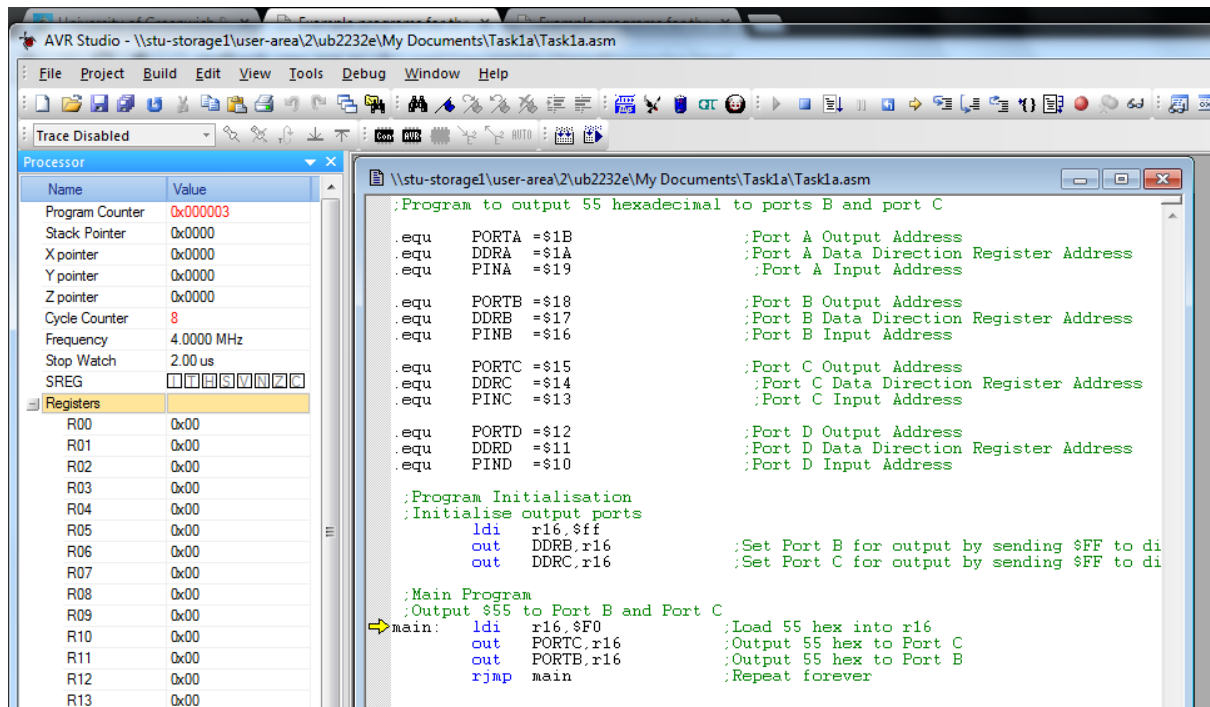 AVR Studio - \\stu-storage1\user-area\2\ub2232e\My Documents\Task1a\Task1a.asm
File Project Build Edit View Tools Debug Window Help
Trace Disabled
Con AVR AUTO
Processor
Name Value
Program Counter 0x000003
Stack Pointer 0x0000
X pointer 0x0000
Y pointer 0x0000
Z pointer 0x0000
Cycle Counter 8
Frequency 4.0000 MHz
Stop Watch 2.00 us
SREG I T H S V N Z C
Registers
R00 0x00
R01 0x00
R02 0x00
R03 0x00
R04 0x00
R05 0x00
R06 0x00
R07 0x00
R08 0x00
R09 0x00
R10 0x00
R11 0x00
R12 0x00
R13 0x00
\\stu-storage1\user-area\2\ub2232e\My Documents\Task1a\Task1a.asm
;Program to output 55 hexadecimal to ports B and port C
.equ PORTA =$1B ;Port A Output Address
.equ DDRA =$1A ;Port A Data Direction Register Address
.equ PINA =$19 ;Port A Input Address
.equ PORTB =$18 ;Port B Output Address
.equ DDRB =$17 ;Port B Data Direction Register Address
.equ PINB =$16 ;Port B Input Address
.equ PORTC =$15 ;Port C Output Address
.equ DDRC =$14 ;Port C Data Direction Register Address
.equ PINC =$13 ;Port C Input Address
.equ PORTD =$12 ;Port D Output Address
.equ DDRD =$11 ;Port D Data Direction Register Address
.equ PIND =$10 ;Port D Input Address
;Program Initialisation
;Initialise output ports
ldi r16,$ff
out DDRB,r16 ;Set Port B for output by sending $FF to di
out DDRC,r16 ;Set Port C for output by sending $FF to di
;Main Program
;Output $55 to Port B and Port C
main: ldi r16,$F0 ;Load 55 hex into r16
out PORTC,r16 ;Output 55 hex to Port C
out PORTB,r16 ;Output 55 hex to Port B
rjmp main ;Repeat forever